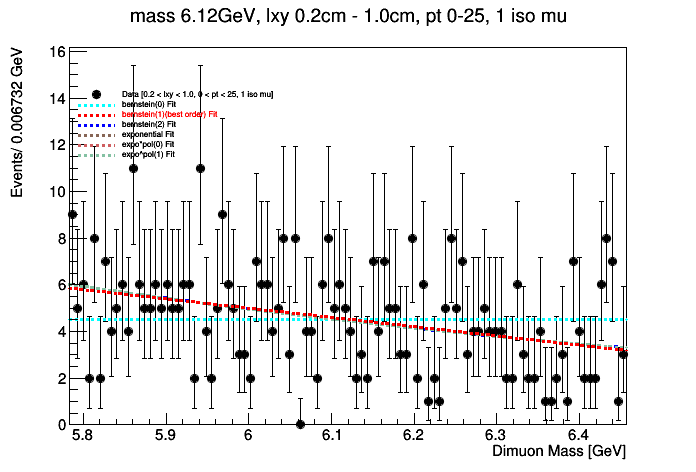 mass 6.12GeV, lxy 0.2cm - 1.0cm, pt 0-25, 1 iso mu
Events/ 0.006732 GeV
16
14
12
10
8
6
4
2
0
Data [0.2 < lxy < 1.0, 0 < pt < 25, 1 iso mu]
bernstein(0) Fit
bernstein(1)(best order) Fit
bernstein(2) Fit
exponential Fit
expo*pol(0) Fit
expo*pol(1) Fit
5.8 5.9 6 6.1 6.2 6.3 6.4
Dimuon Mass [GeV]